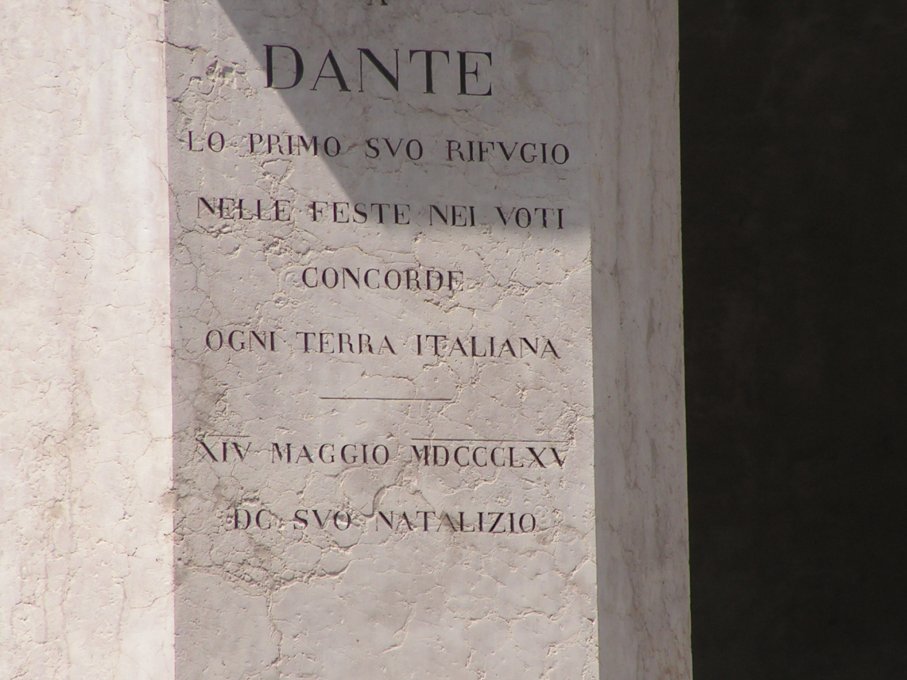 A
DANTE
LO PRIMO SVO RIFVGIO
NELLE FESTE NEI VOTI
CONCORDE
OGNI TERRA ITALIANA
XIV MAGGIO MDCCCLXV
DC SVO NATALIZIO